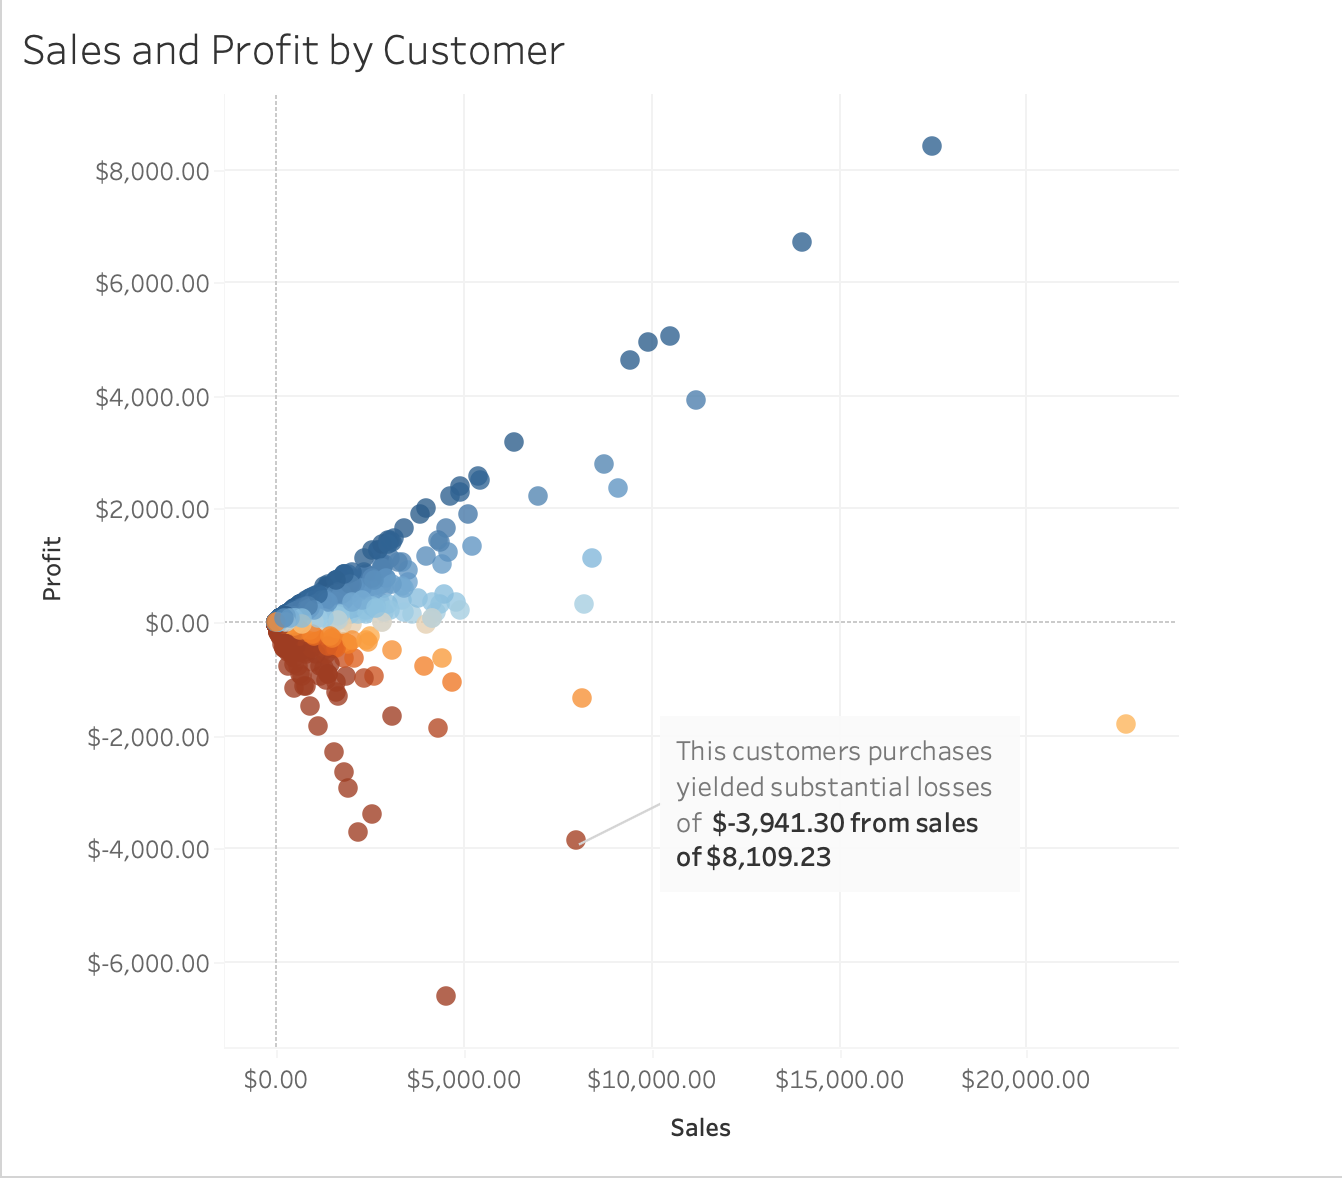 Sales and Profit by Customer
$8,000.00
$6,000.00
$4,000.00
$2,000.00
$0.00
$-2,000.00
$-4,000.00
$-6,000.00
Profit
This customers purchases
yielded substantial losses
of $-3,941.30 from sales
of $8,109.23
$0.00
$5,000.00
$10,000.00
$15,000.00
$20,000.00
Sales